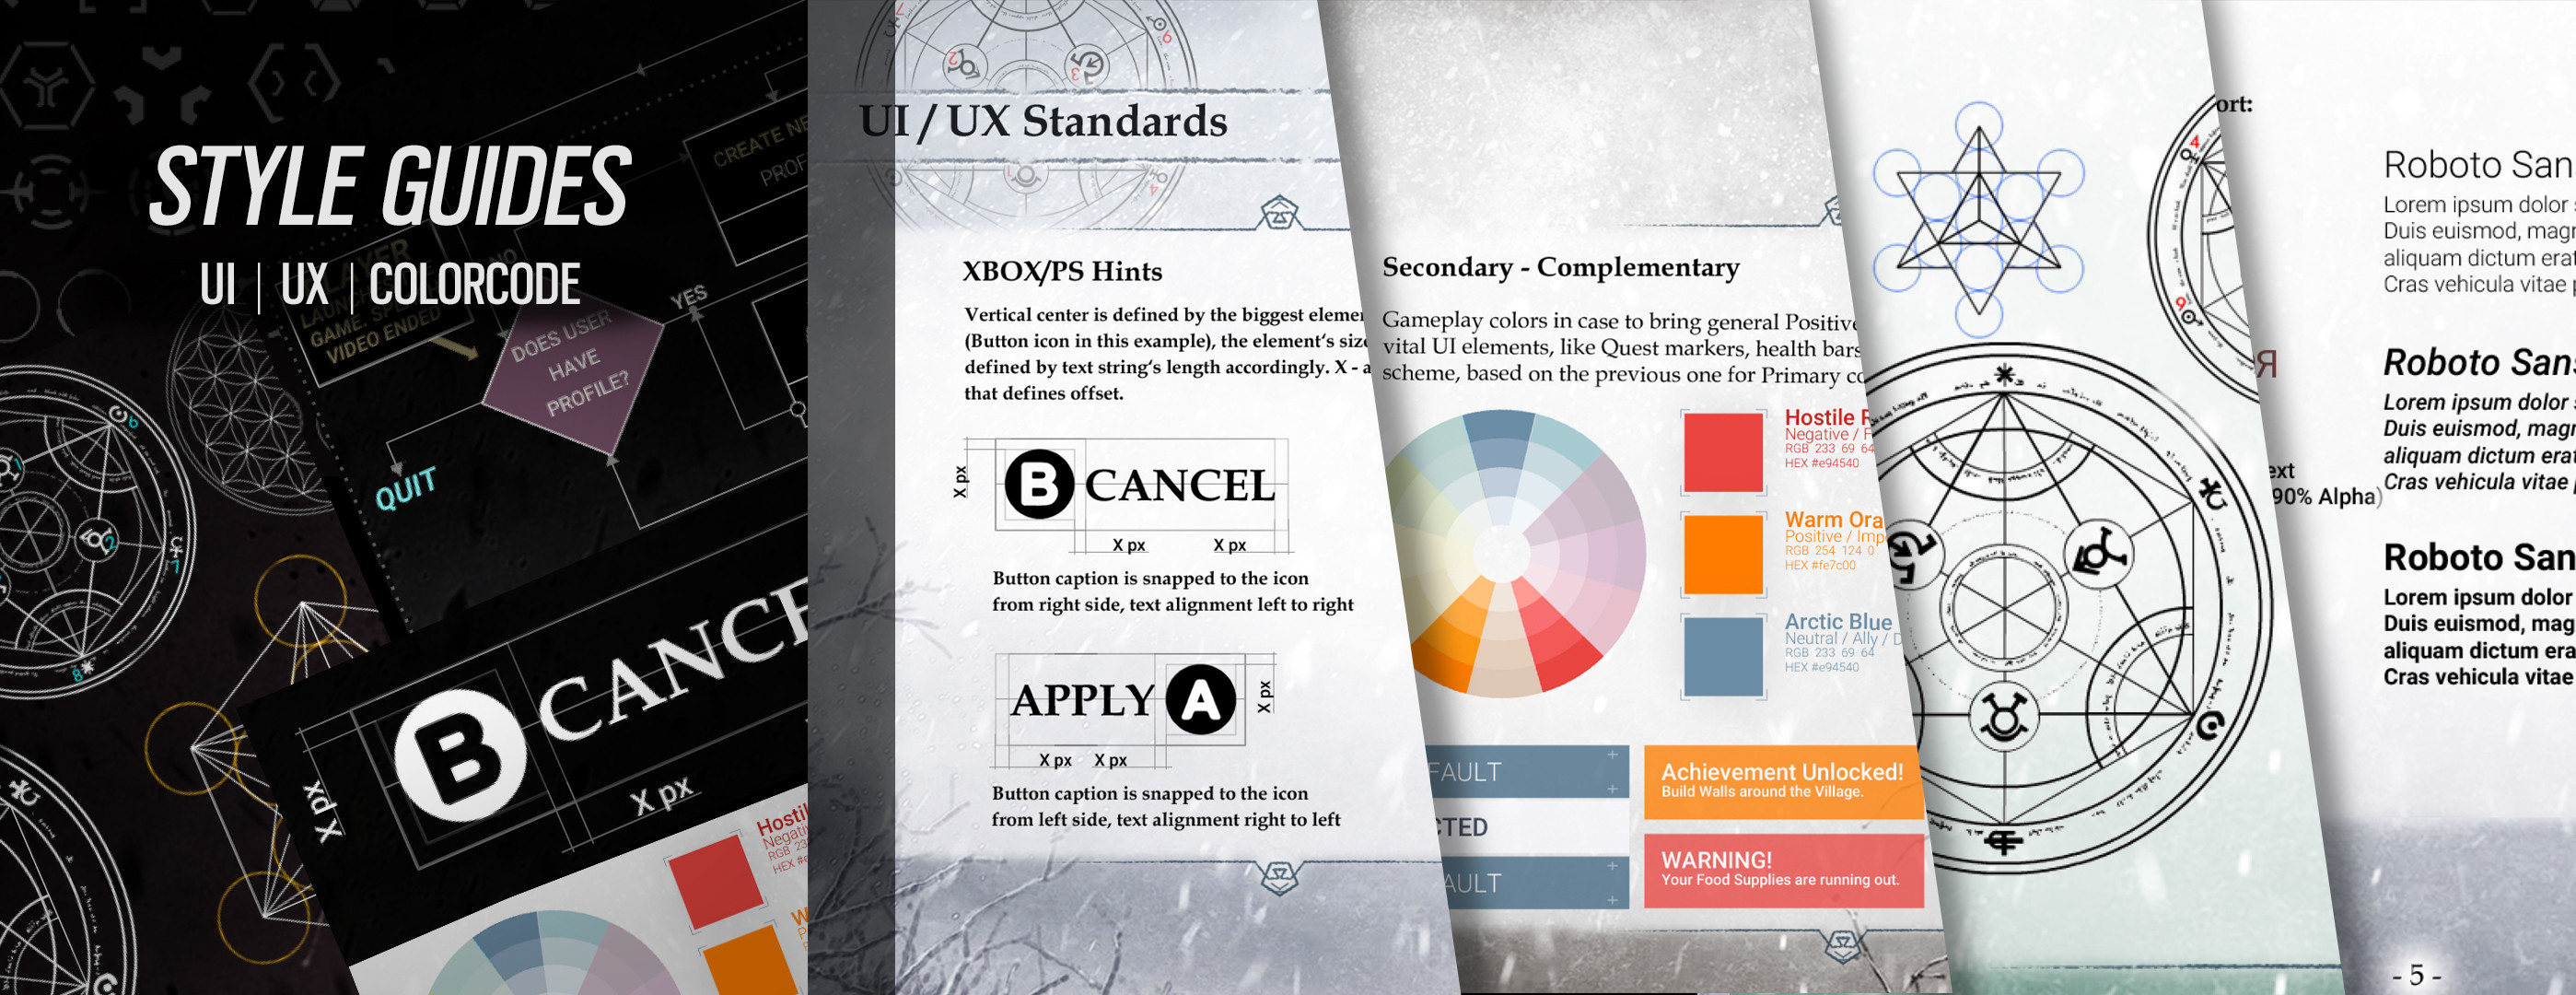 STYLE GUIDES
UI | UX | COLORCODE
CREATE NE
PROF
LAUNCH
GAME. SPL
VIDEO ENDED
NO
YES
DOES USER
HAVE
PROFILE?
QUIT
B CANCE
X px
X px
Hostil
Negati
RGB 23
HEX #e
W
UI / UX Standards
XBOX/PS Hints
Vertical center is defined by the biggest elemen
(Button icon in this example), the element's size
defined by text string's length accordingly. X - a
that defines offset.
X px
B CANCEL
X px X px
Button caption is snapped to the icon
from right side, text alignment left to right
APPLY A
X px
X px X px
Button caption is snapped to the icon
from left side, text alignment right to left
Secondary - Complementary
Gameplay colors in case to bring general Positive
vital UI elements, like Quest markers, health bars
scheme, based on the previous one for Primary co
Hostile R
Negative / F
RGB 233 69 64
HEX #e94540
Warm Ora
Positive / Imp
RGB 254 124 0
HEX #fe7c00
Arctic Blue
Neutral / Ally / D
RGB 233 69 64
HEX #e94540
FAULT
CTED
AULT
Achievement Unlocked!
Build Walls around the Village.
WARNING!
Your Food Supplies are running out.
ort:
Я
ext
90% Alpha)
Roboto San
Lorem ipsum dolor s
Duis euismod, magn
aliquam dictum erat
Cras vehicula vitae p
Roboto Sans
Lorem ipsum dolor s
Duis euismod, magn
aliquam dictum erat
Cras vehicula vitae p
Roboto San
Lorem ipsum dolor
Duis euismod, mag
aliquam dictum era
Cras vehicula vitae
- 5 -